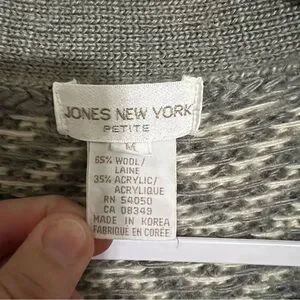 JONES NEW YORK
PETITE
M
65% WOOL/
LAINE
35% ACRYLIC/
ACRYLIQUE
RN 54050
CA 08349
MADE IN KOREA
FABRIQUE EN CORÉE